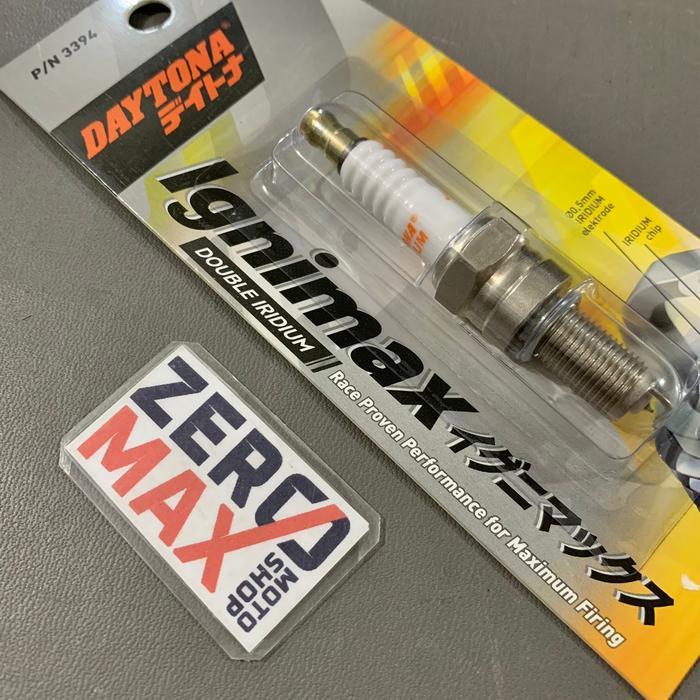 P/N 3394
DAYTONA
デイトナ
Ignimax
DOUBLE IRIDIUM
イグニマックス
Race Proven Performance for Maximum Firing
Ø0,5mm
IRIDIUM
elektrode
IRIDIUM
chip
ZERO
MAX
MOTO
SHOP